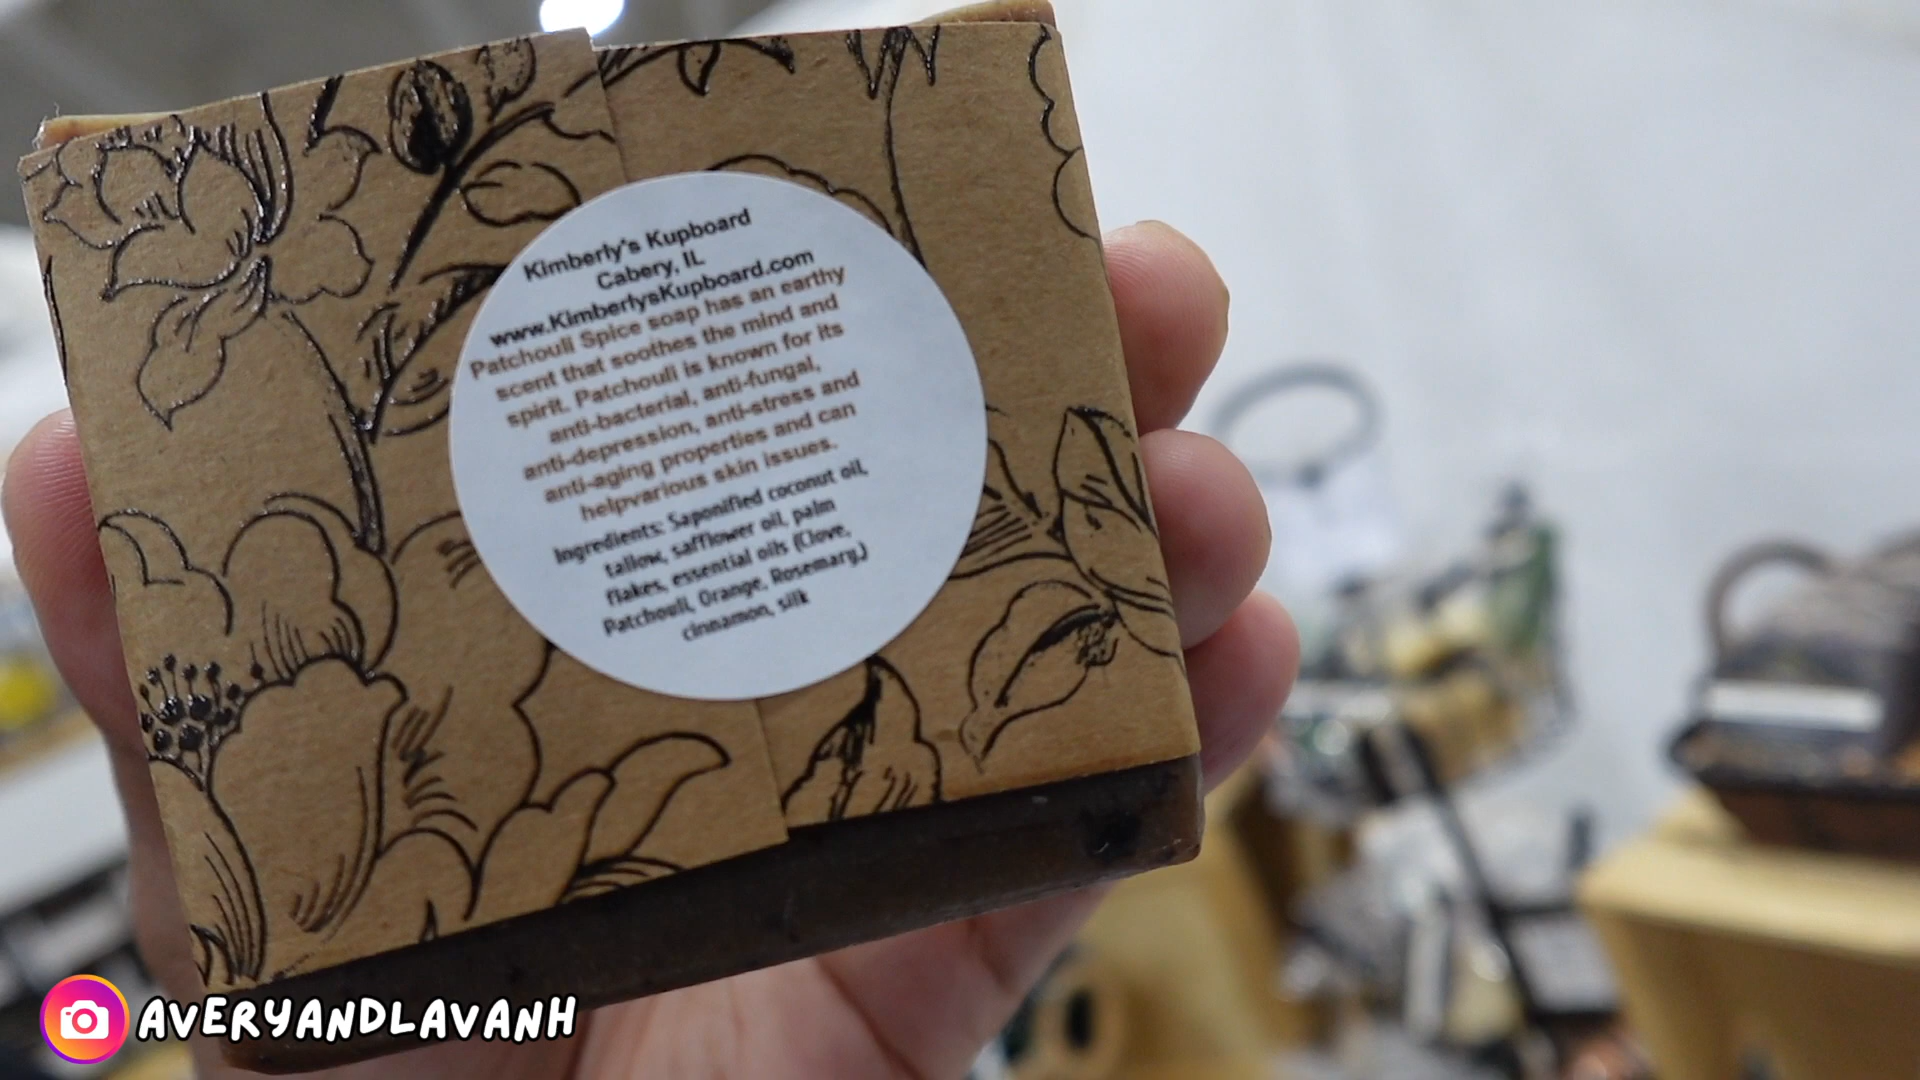 Kimberly's Kupboard
Cabery, IL
www.KimberlysKupboard.com
Patchouli Spice soap has an earthy
scent that soothes the mind and
spirit. Patchouli is known for its
anti-bacterial, anti-fungal,
anti-depression, anti-stress and
anti-aging properties and can
helpvarious skin issues.
Ingredients: Saponified coconut oil,
tallow, safflower oil, palm
flakes, essential oils (Clove,
Patchouli, Orange, Rosemary,)
cinnamon, silk
AVERYANDLAVANH